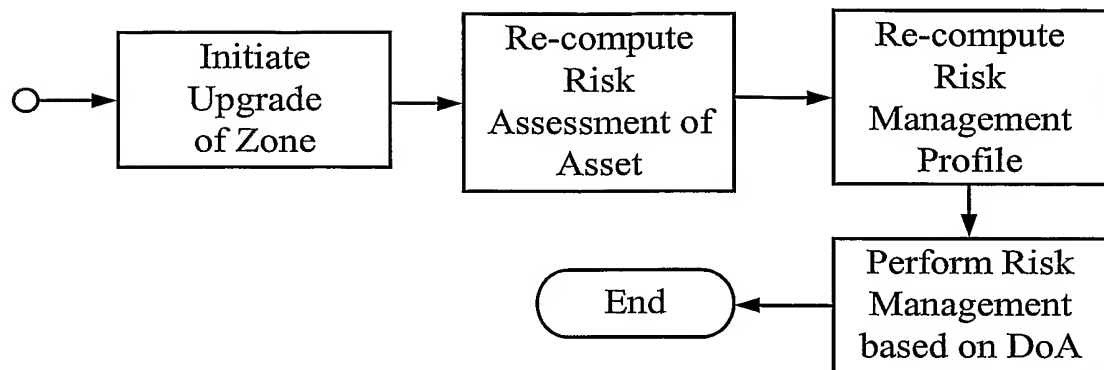 Initiate
Upgrade
of Zone
Re-compute
Risk
Assessment of
Asset
Re-compute
Risk
Management
Profile
Perform Risk
Management
based on DoA
End